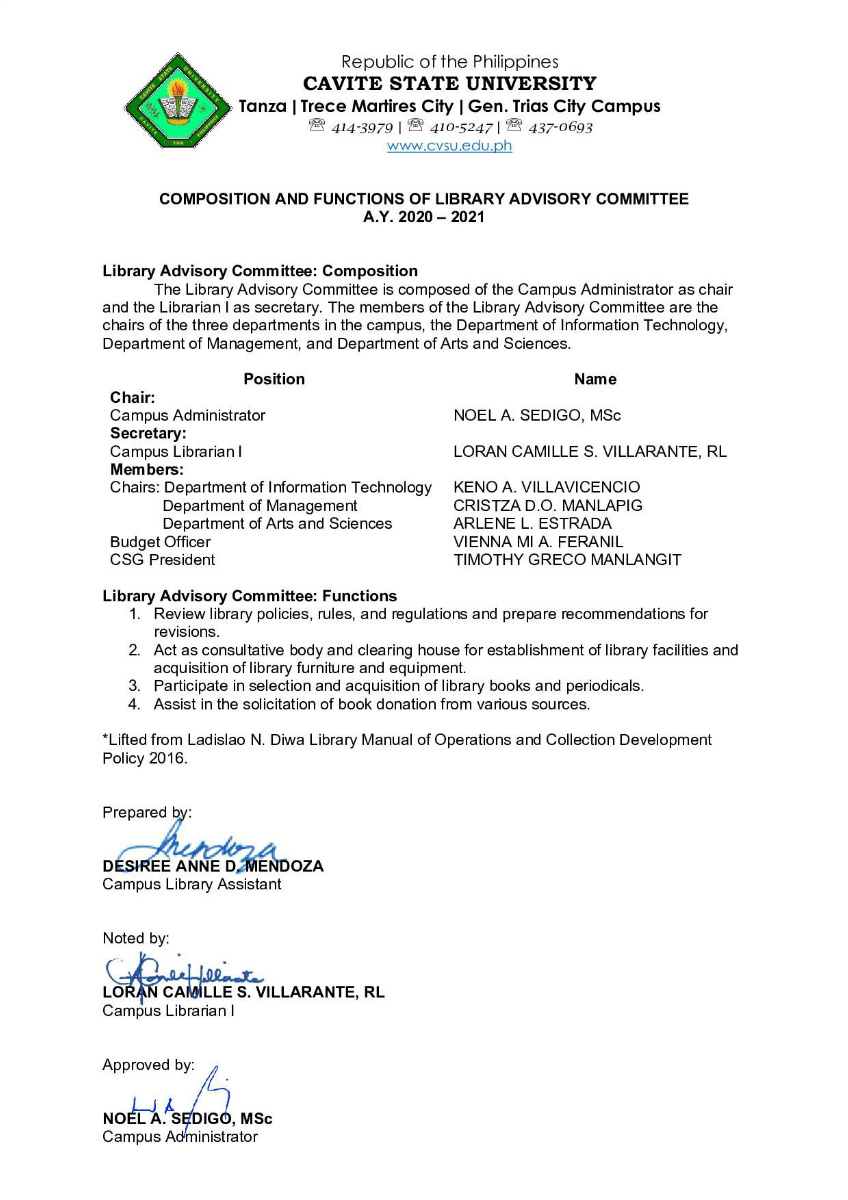 Republic of the Philippines
CAVITE STATE UNIVERSITY
Tanza | Trece Martires City | Gen. Trias City Campus
☏ 414-3979 | ☏ 410-5247 | ☏ 437-0693
www.cvsu.edu.ph
COMPOSITION AND FUNCTIONS OF LIBRARY ADVISORY COMMITTEE
A.Y. 2020 – 2021
Library Advisory Committee: Composition
The Library Advisory Committee is composed of the Campus Administrator as chair
and the Librarian I as secretary. The members of the Library Advisory Committee are the
chairs of the three departments in the campus, the Department of Information Technology,
Department of Management, and Department of Arts and Sciences.
Position Name
Chair:
Campus Administrator NOEL A. SEDIGO, MSc
Secretary:
Campus Librarian I LORAN CAMILLE S. VILLARANTE, RL
Members:
Chairs: Department of Information Technology KENO A. VILLAVICENCIO
Department of Management CRISTZA D.O. MANLAPIG
Department of Arts and Sciences ARLENE L. ESTRADA
Budget Officer VIENNA MI A. FERANIL
CSG President TIMOTHY GRECO MANLANGIT
Library Advisory Committee: Functions
1. Review library policies, rules, and regulations and prepare recommendations for
revisions.
2. Act as consultative body and clearing house for establishment of library facilities and
acquisition of library furniture and equipment.
3. Participate in selection and acquisition of library books and periodicals.
4. Assist in the solicitation of book donation from various sources.
*Lifted from Ladislao N. Diwa Library Manual of Operations and Collection Development
Policy 2016.
Prepared by:
Mendoza
DESIREE ANNE D. MENDOZA
Campus Library Assistant
Noted by:
LORAN CAMILLE S. VILLARANTE, RL
Campus Librarian I
Approved by:
NOEL A. SEDIGO, MSc
Campus Administrator